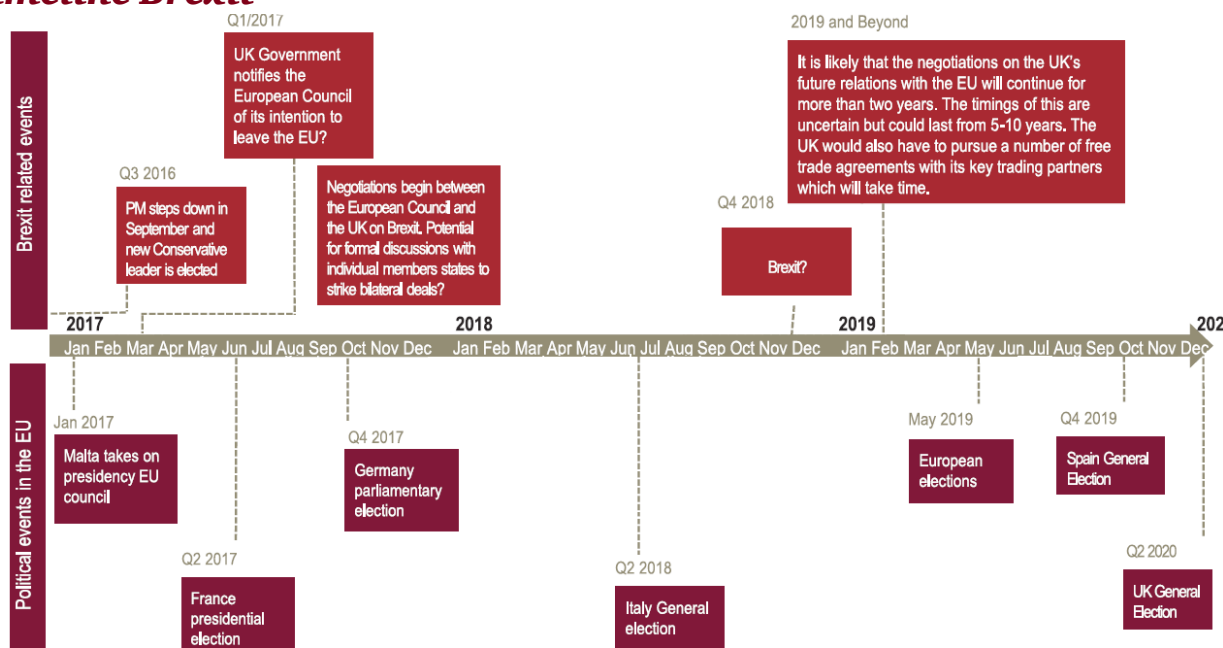 Brexit
Brexit related events
Q1/2017
UK Government
notifies the
European Council
of its intention to
leave the EU?
Q3 2016
PM steps down in
September and
new Conservative
leader is elected
Negotiations begin between
the European Council and
the UK on Brexit. Potential
for formal discussions with
individual members states to
strike bilateral deals?
Q4 2018
Brexit?
2019 and Beyond
It is likely that the negotiations on the UK's
future relations with the EU will continue for
more than two years. The timings of this are
uncertain but could last from 5-10 years. The
UK would also have to pursue a number of free
trade agreements with its key trading partners
which will take time.
2017 2018 2019 202
Jan Feb Mar Apr May Jun Jul Aug Sep Oct Nov Dec Jan Feb Mar Apr May Jun Jul Aug Sep Oct Nov Dec Jan Feb Mar Apr May Jun Jul Aug Sep Oct Nov Dec
Political events in the EU
Jan 2017
Malta takes on
presidency EU
council
Q2 2017
France
presidential
election
Q4 2017
Germany
parliamentary
election
Q2 2018
Italy General
election
May 2019
European
elections
Q4 2019
Spain General
Election
Q2 2020
UK General
Election